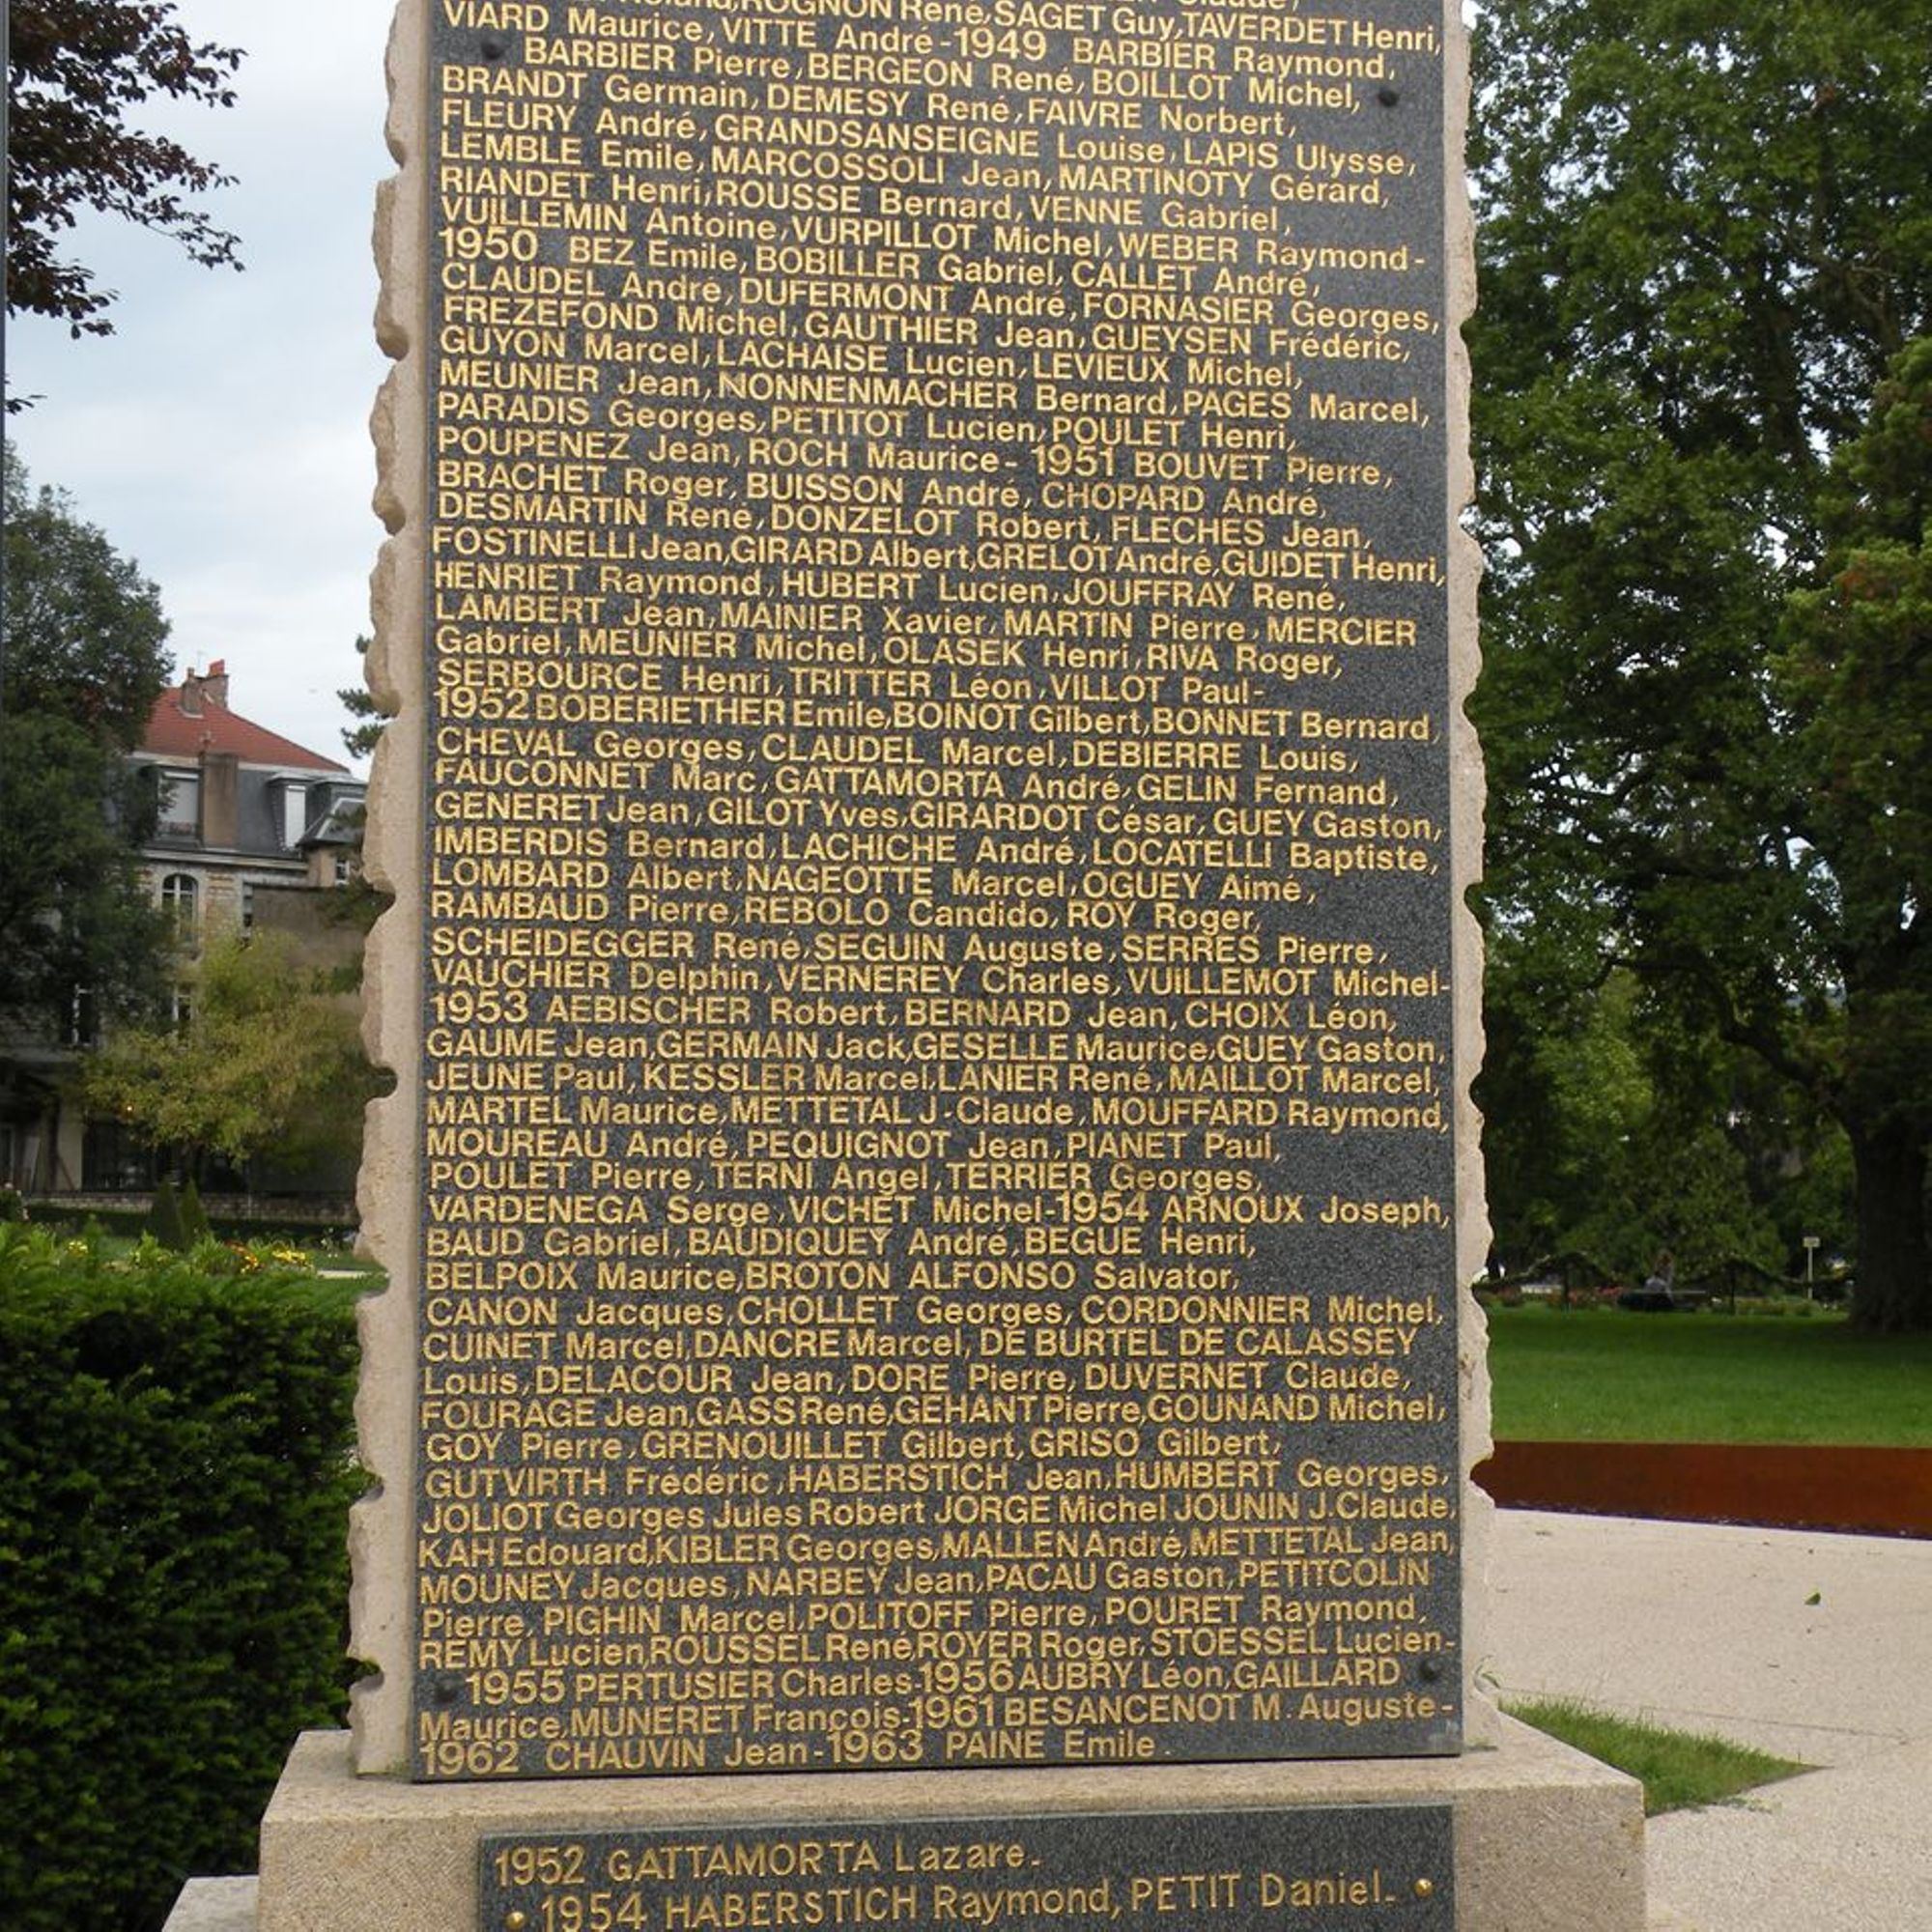 Roland, ROGNON René, SAGET Guy, TAVERDET Henri,
VIARD Maurice, VITTE André - 1949 BARBIER Raymond,
BARBIER Pierre, BERGEON René, BOILLOT Michel,
BRANDT Germain, DEMESY René, FAIVRE Norbert,
FLEURY André, GRANDSANSEIGNE Louise, LAPIS Ulysse,
LEMBLE Emile, MARCOSSOLI Jean, MARTINOTY Gérard,
RIANDET Henri, ROUSSE Bernard, VENNE Gabriel,
VUILLEMIN Antoine, VURPILLOT Michel, WEBER Raymond -
1950 BEZ Emile, BOBILLER Gabriel, CALLET André,
CLAUDEL André, DUFERMONT André, FORNASIER Georges,
FREZEFOND Michel, GAUTHIER Jean, GUEYSEN Frédéric,
GUYON Marcel, LACHAISE Lucien, LEVIEUX Michel,
MEUNIER Jean, NONNENMACHER Bernard, PAGES Marcel,
PARADIS Georges, PETITOT Lucien, POULET Henri,
POUPENEZ Jean, ROCH Maurice - 1951 BOUVET Pierre,
BRACHET Roger, BUISSON André, CHOPARD André,
DESMARTIN René, DONZELOT Robert, FLECHES Jean,
FOSTINELLI Jean, GIRARD Albert, GRELOT André, GUIDET Henri,
HENRIET Raymond, HUBERT Lucien, JOUFFRAY René,
LAMBERT Jean, MAINIER Xavier, MARTIN Pierre, MERCIER
Gabriel, MEUNIER Michel, OLASEK Henri, RIVA Roger,
SERBOURCE Henri, TRITTER Léon, VILLOT Paul -
1952 BOBERIETHER Emile, BOINOT Gilbert, BONNET Bernard,
CHEVAL Georges, CLAUDEL Marcel, DEBIERRE Louis,
FAUCONNET Marc, GATTAMORTA André, GELIN Fernand,
GENERET Jean, GILOT Yves, GIRARDOT César, GUEY Gaston,
IMBERDIS Bernard, LACHICHE André, LOCATELLI Baptiste,
LOMBARD Albert, NAGEOTTE Marcel, OGUEY Aimé,
RAMBAUD Pierre, REBOLO Candido, ROY Roger,
SCHEIDEGGER René, SEGUIN Auguste, SERRES Pierre,
VAUCHIER Delphin, VERNEREY Charles, VUILLEMOT Michel -
1953 AEBISCHER Robert, BERNARD Jean, CHOIX Léon,
GAUME Jean, GERMAIN Jack, GESELLE Maurice, GUEY Gaston,
JEUNE Paul, KESSLER Marcel, LANIER René, MAILLOT Marcel,
MARTEL Maurice, METTETAL J-Claude, MOUFFARD Raymond,
MOUREAU André, PEQUIGNOT Jean, PIANET Paul,
POULET Pierre, TERNI Angel, TERRIER Georges,
VARDENEGA Serge, VICHET Michel - 1954 ARNOUX Joseph,
BAUD Gabriel, BAUDIQUEY André, BEGUE Henri,
BELPOIX Maurice, BROTON ALFONSO Salvator,
CANON Jacques, CHOLLET Georges, CORDONNIER Michel,
CUINET Marcel, DANCRE Marcel, DE BURTEL DE CALASSEY
Louis, DELACOUR Jean, DORE Pierre, DUVERNET Claude,
FOURAGE Jean, GASS René, GEHANT Pierre, GOUNAND Michel,
GOY Pierre, GRENOUILLET Gilbert, GRISO Gilbert,
GUTVIRTH Frédéric, HABERSTICH Jean, HUMBERT Georges,
JOLIOT Georges Jules Robert JORGE Michel JOUNIN J.Claude,
KAH Edouard, KIBLER Georges, MALLEN André, METTETAL Jean,
MOUNEY Jacques, NARBEY Jean, PACAU Gaston, PETITCOLIN
Pierre, PIGHIN Marcel, POLITOFF Pierre, POURET Raymond,
REMY Lucien, ROUSSEL René, ROYER Roger, STOESSEL Lucien -
1955 PERTUSIER Charles - 1956 AUBRY Léon, GAILLARD
Maurice, MUNERET François - 1961 BESANCENOT M. Auguste -
1962 CHAUVIN Jean - 1963 PAINE Emile.
1952 GATTAMORTA Lazare.
1954 HABERSTICH Raymond, PETIT Daniel.